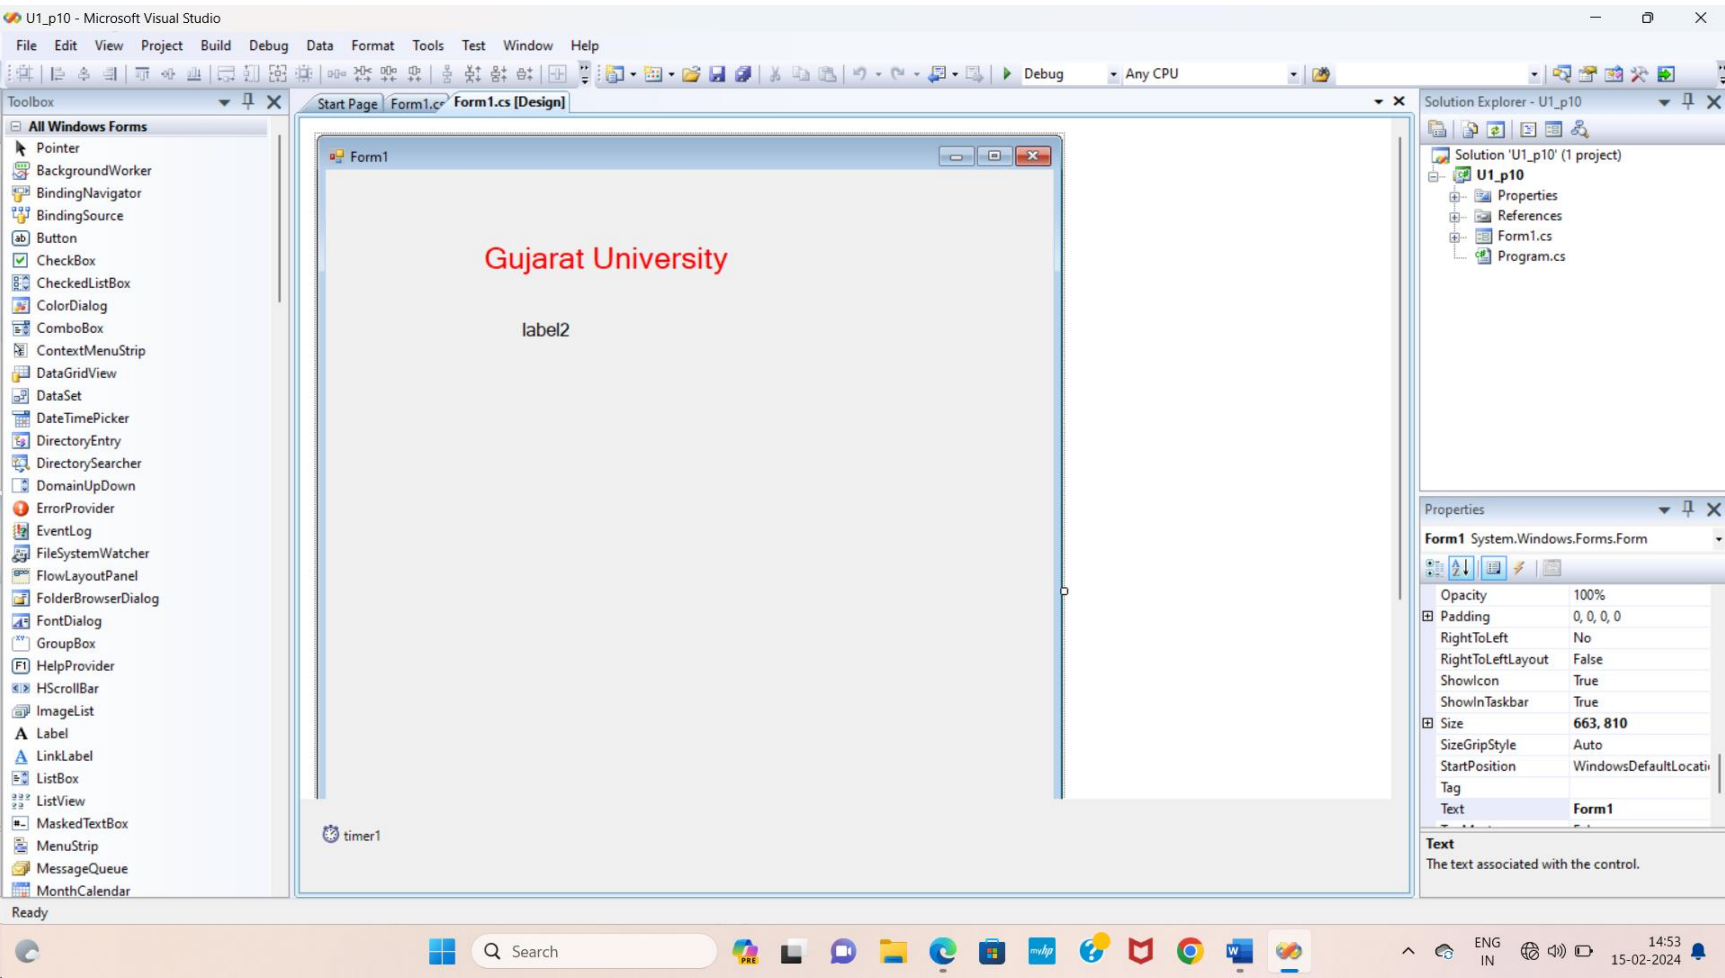 U1_p10 - Microsoft Visual Studio
File Edit View Project Build Debug Data Format Tools Test Window Help
Debug Any CPU
Toolbox
All Windows Forms
Pointer
BackgroundWorker
BindingNavigator
BindingSource
Button
CheckBox
CheckedListBox
ColorDialog
ComboBox
ContextMenuStrip
DataGridView
DataSet
DateTimePicker
DirectoryEntry
DirectorySearcher
DomainUpDown
ErrorProvider
EventLog
FileSystemWatcher
FlowLayoutPanel
FolderBrowserDialog
FontDialog
GroupBox
HelpProvider
HScrollBar
ImageList
Label
LinkLabel
ListBox
ListView
MaskedTextBox
MenuStrip
MessageQueue
MonthCalendar
Start Page Form1.cs Form1.cs [Design]
Form1
Gujarat University
label2
timer1
Solution Explorer - U1_p10
Solution 'U1_p10' (1 project)
U1_p10
Properties
References
Form1.cs
Program.cs
Properties
Form1 System.Windows.Forms.Form
Opacity 100%
Padding 0, 0, 0, 0
RightToLeft No
RightToLeftLayout False
ShowIcon True
ShowInTaskbar True
Size 663, 810
SizeGripStyle Auto
StartPosition WindowsDefaultLocati
Tag
Text Form1
Text
The text associated with the control.
Ready
Search
PRE
myhp
ENG
IN
14:53
15-02-2024